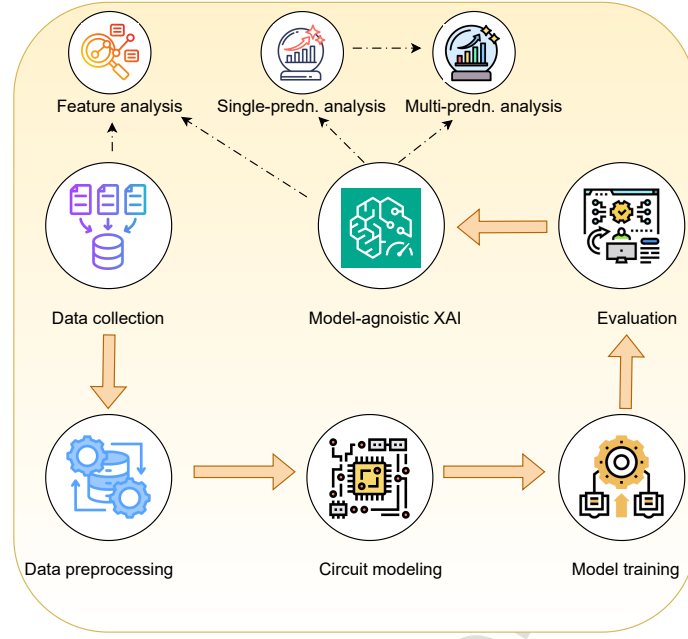 Feature analysis
Single-predn. analysis
Multi-predn. analysis
Data collection
Model-agnoistic XAI
Evaluation
Data preprocessing
Circuit modeling
Model training